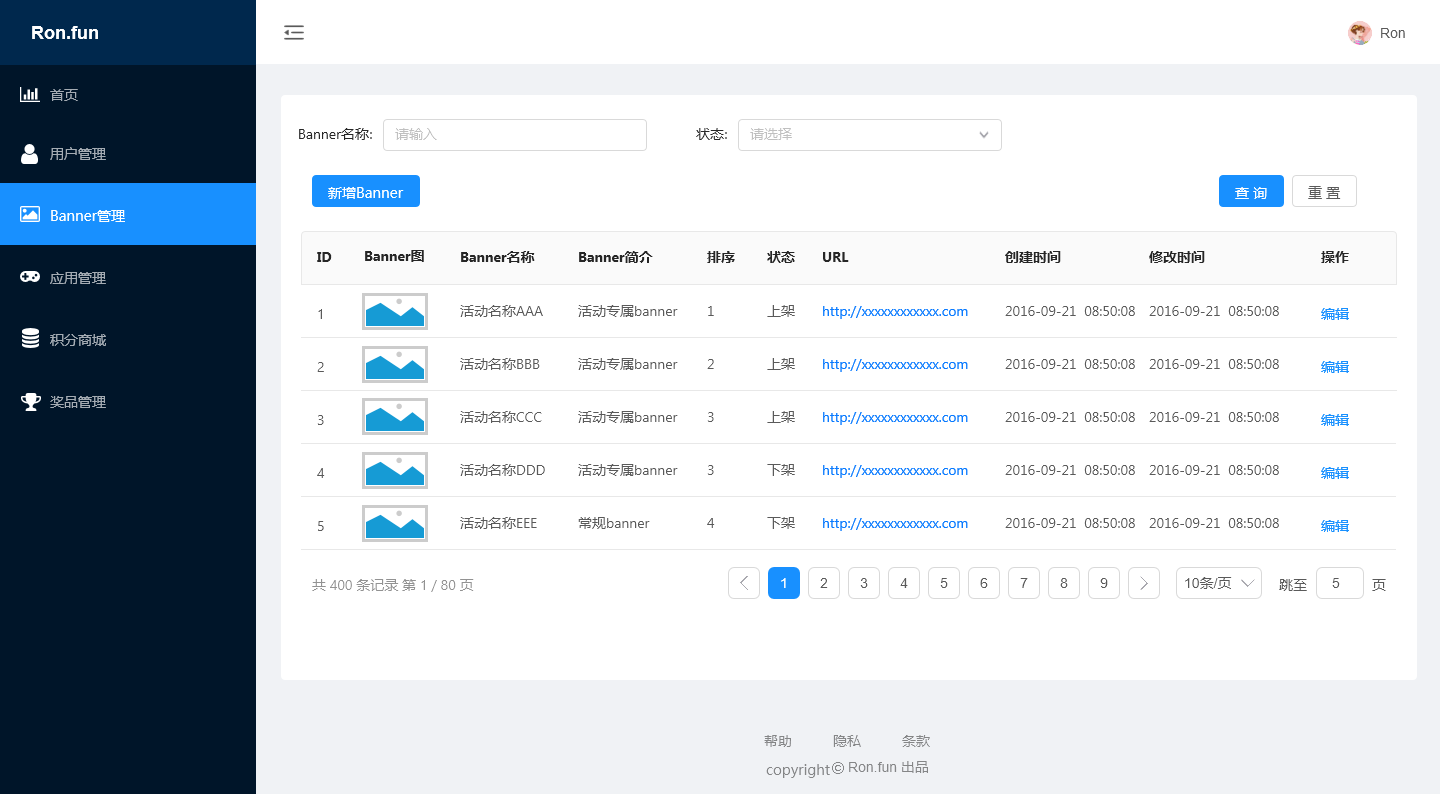 Ron.fun
Ron
首页
用户管理
Banner管理
应用管理
积分商城
奖品管理
Banner名称: 请输入 状态: 请选择
新增Banner 查 询 重 置
ID Banner图 Banner名称 Banner简介 排序 状态 URL 创建时间 修改时间 操作
1 活动名称AAA 活动专属banner 1 上架 http://xxxxxxxxxxxx.com 2016-09-21 08:50:08 2016-09-21 08:50:08 编辑
2 活动名称BBB 活动专属banner 2 上架 http://xxxxxxxxxxxx.com 2016-09-21 08:50:08 2016-09-21 08:50:08 编辑
3 活动名称CCC 活动专属banner 3 上架 http://xxxxxxxxxxxx.com 2016-09-21 08:50:08 2016-09-21 08:50:08 编辑
4 活动名称DDD 活动专属banner 3 下架 http://xxxxxxxxxxxx.com 2016-09-21 08:50:08 2016-09-21 08:50:08 编辑
5 活动名称EEE 常规banner 4 下架 http://xxxxxxxxxxxx.com 2016-09-21 08:50:08 2016-09-21 08:50:08 编辑
共 400 条记录 第 1 / 80 页 1 2 3 4 5 6 7 8 9 10条/页 跳至 5 页
帮助 隐私 条款
copyright© Ron.fun 出品